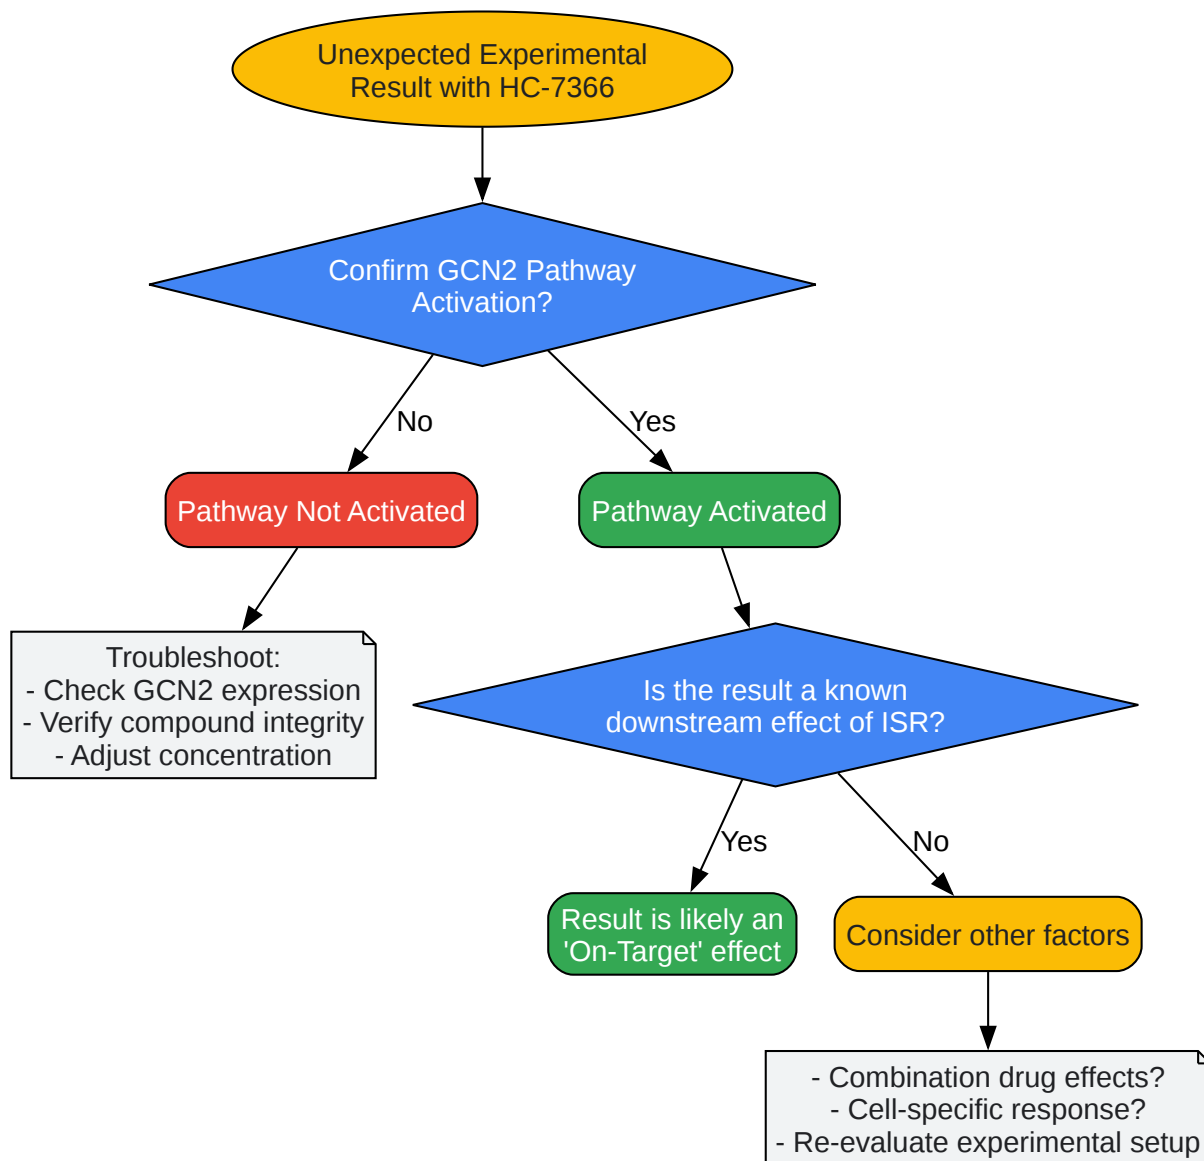 Unexpected Experimental
Result with HC-7366
Confirm GCN2 Pathway
Activation?
No
Yes
Pathway Not Activated
Pathway Activated
Troubleshoot:
- Check GCN2 expression
- Verify compound integrity
- Adjust concentration
Is the result a known
downstream effect of ISR?
Yes
No
Result is likely an
'On-Target' effect
Consider other factors
- Combination drug effects?
- Cell-specific response?
- Re-evaluate experimental setup